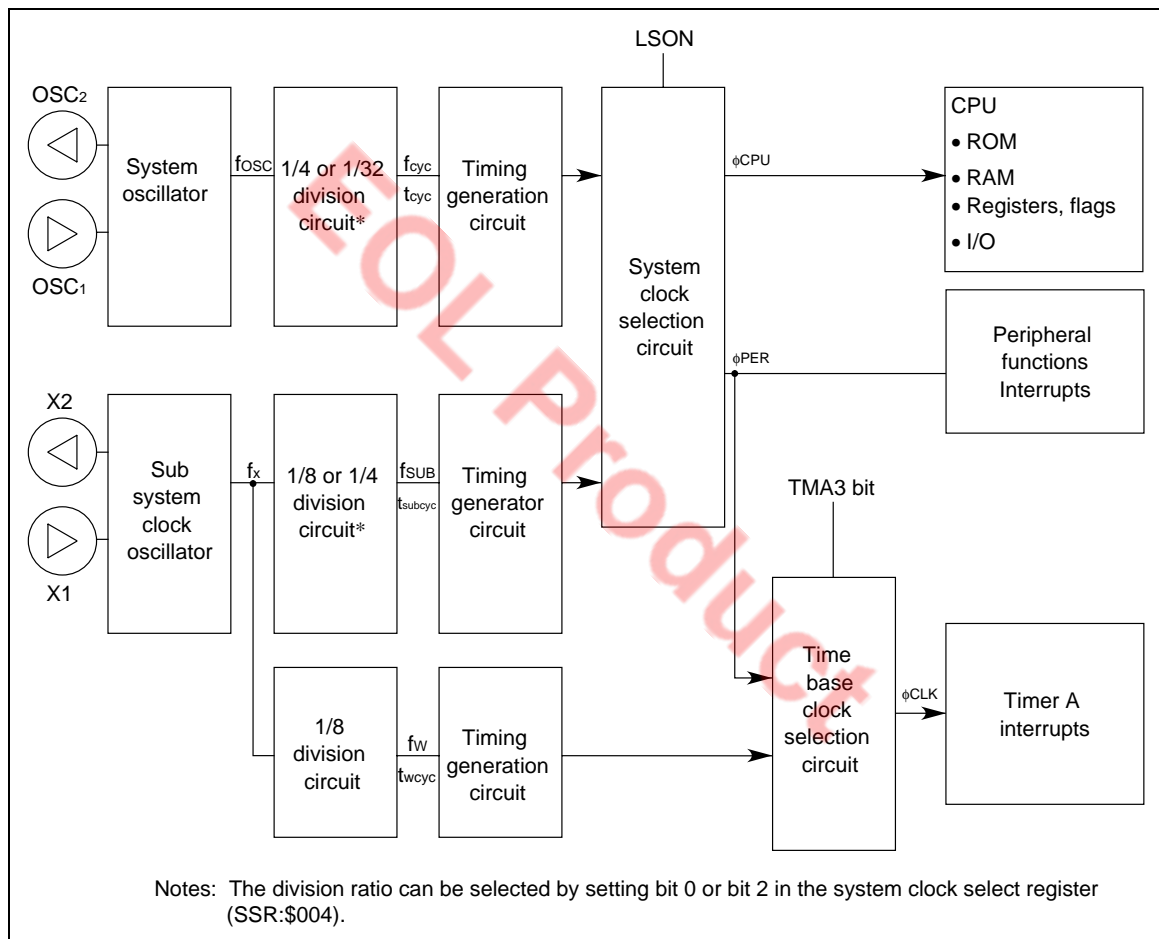 LSON
OSC2
OSC1
System
oscillator
fOSC
1/4 or 1/32
division
circuit*
fcyc
tcyc
Timing
generation
circuit
System
clock
selection
circuit
ϕCPU
CPU
• ROM
• RAM
• Registers, flags
• I/O
ϕPER
Peripheral
functions
Interrupts
X2
X1
Sub
system
clock
oscillator
fx
1/8 or 1/4
division
circuit*
fSUB
tsubcyc
Timing
generator
circuit
TMA3 bit
1/8
division
circuit
fW
twcyc
Timing
generation
circuit
Time
base
clock
selection
circuit
ϕCLK
Timer A
interrupts
Notes: The division ratio can be selected by setting bit 0 or bit 2 in the system clock select register
(SSR:$004).
EOL Product